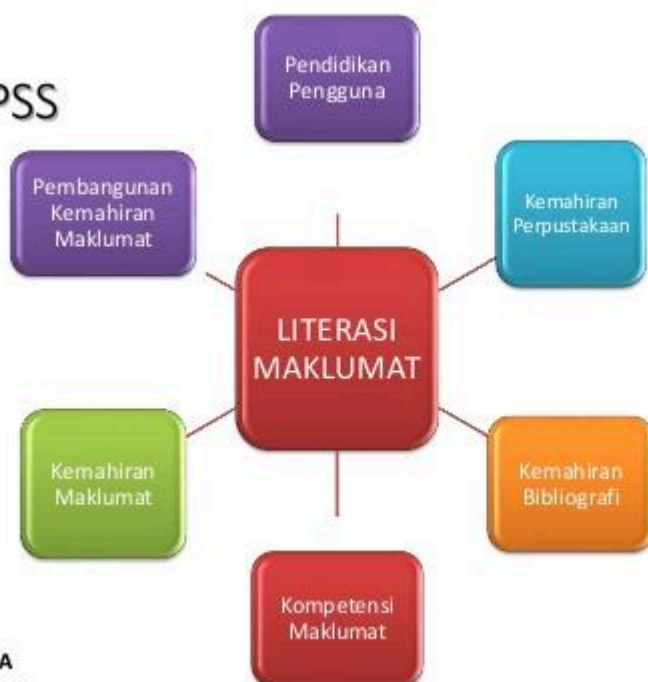 PSS
Pendidikan
Pengguna
Kemahiran
Perpustakaan
Kemahiran
Bibliografi
Kompetensi
Maklumat
Kemahiran
Maklumat
Pembangunan
Kemahiran
Maklumat
LITERASI
MAKLUMAT
A